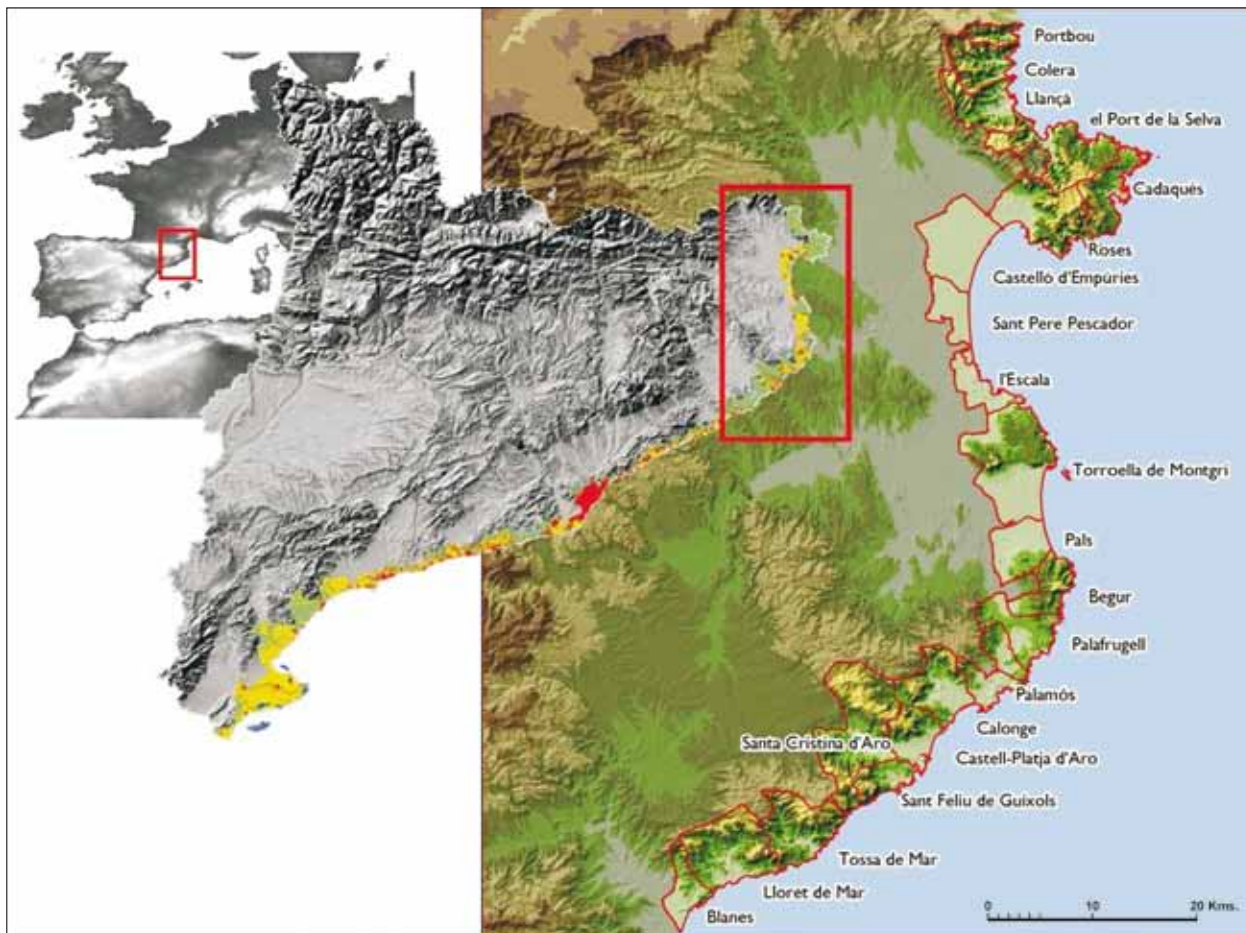 Portbou
Colera
Llançà
el Port de la Selva
Cadaqués
Roses
Castelló d'Empúries
Sant Pere Pescador
l'Escala
Torroella de Montgrí
Pals
Begur
Palafrugell
Palamós
Calonge
Santa Cristina d'Aro
Castell-Platja d'Aro
Sant Feliu de Guíxols
Tossa de Mar
Lloret de Mar
Blanes
0 10 20 Kms.